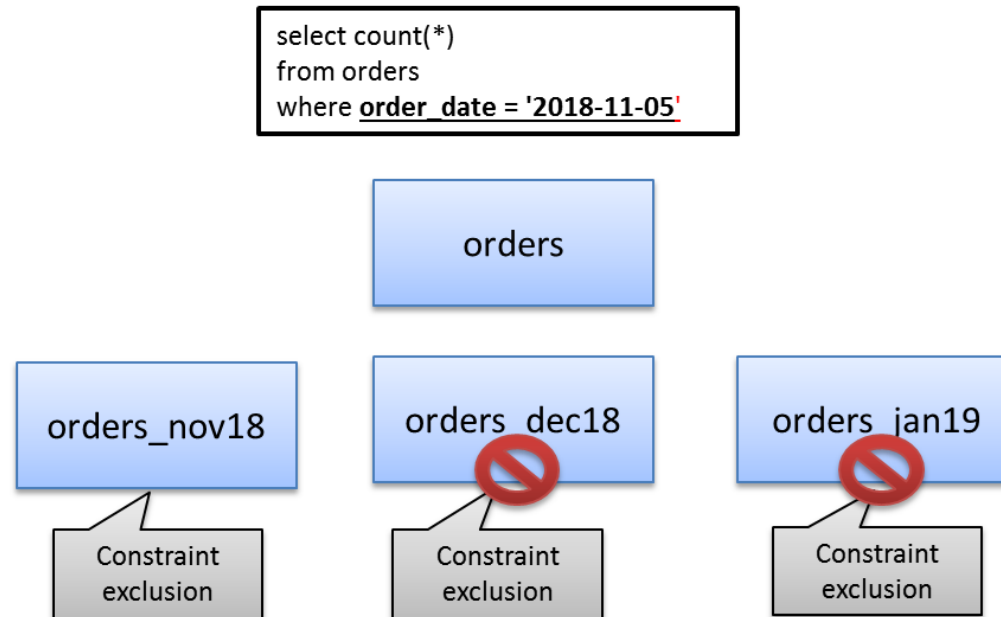 select count(*)
from orders
where order_date = '2018-11-05'
orders
orders_nov18
orders_dec18
orders_jan19
Constraint
exclusion
Constraint
exclusion
Constraint
exclusion